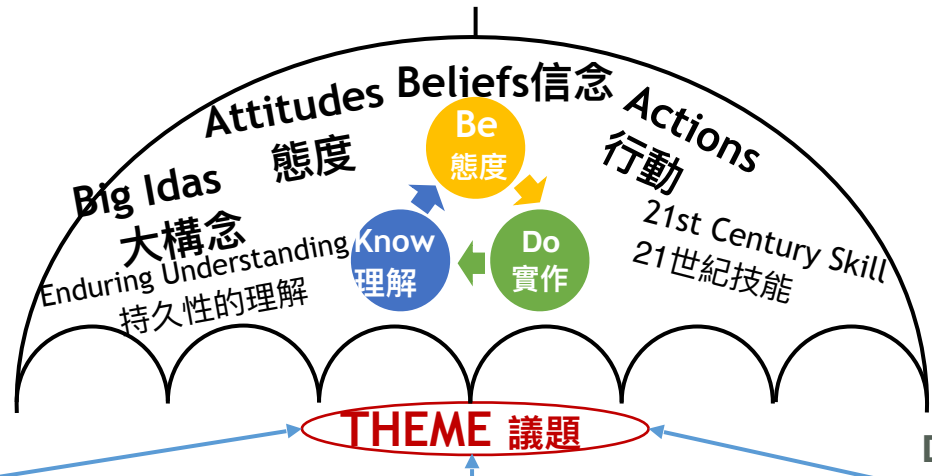 Attitudes
態度
Beliefs信念
Actions
行動
Big Idas
大構念
Enduring Understanding
持久性的理解
21st Century Skill
21世紀技能
Be
態度
Know
理解
Do
實作
THEME 議題